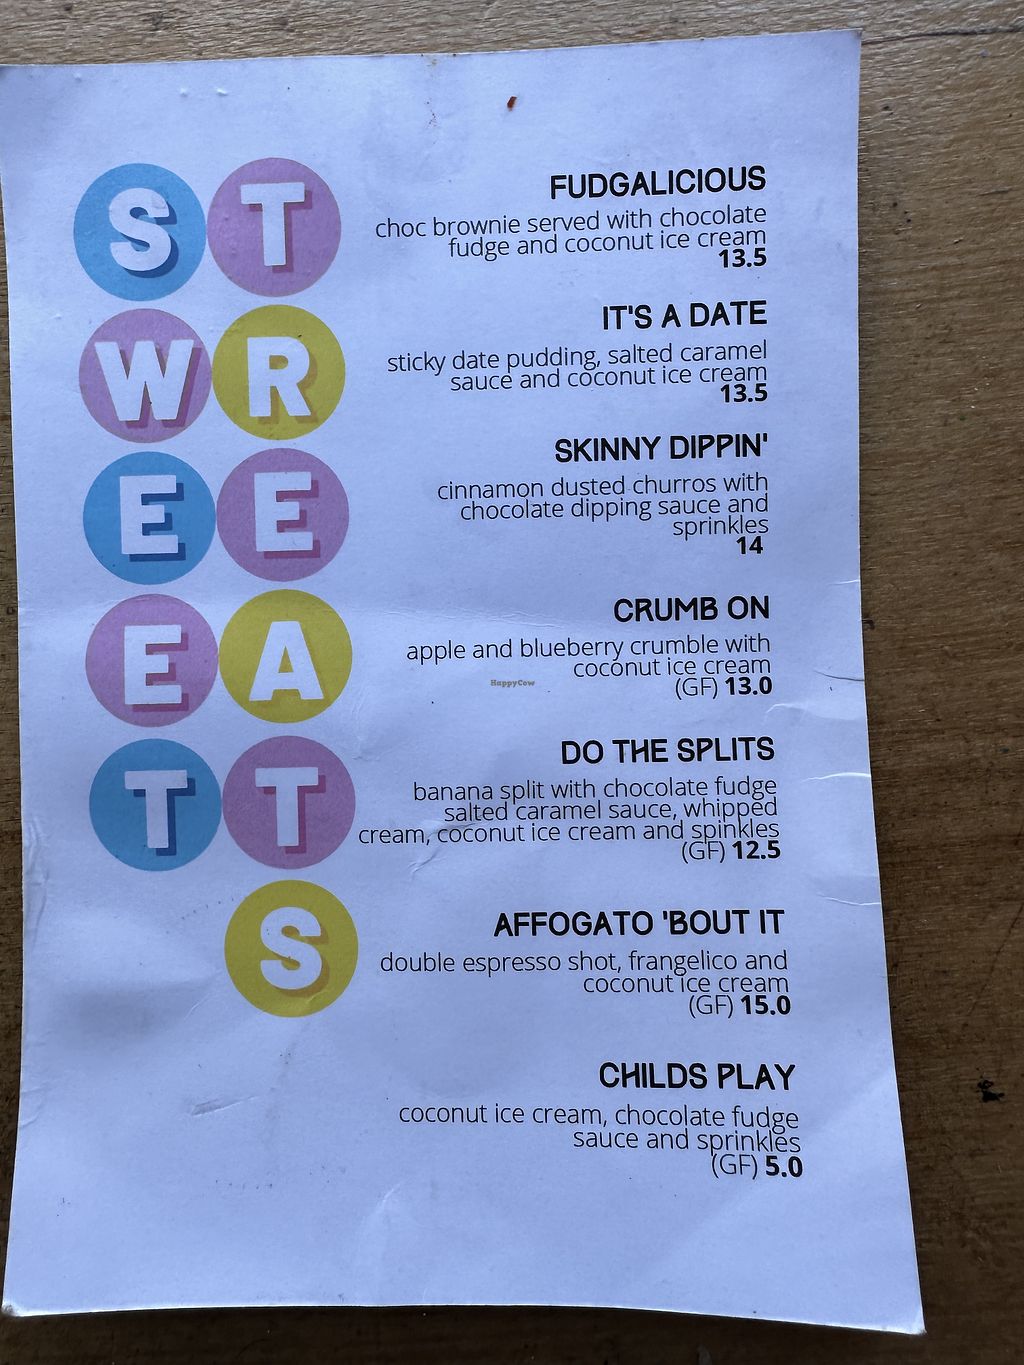 SWEET
TREATS
FUDGALICIOUS
choc brownie served with chocolate
fudge and coconut ice cream
13.5
IT'S A DATE
sticky date pudding, salted caramel
sauce and coconut ice cream
13.5
SKINNY DIPPIN'
cinnamon dusted churros with
chocolate dipping sauce and
sprinkles
14
CRUMB ON
apple and blueberry crumble with
coconut ice cream
HappyCow
(GF) 13.0
DO THE SPLITS
banana split with chocolate fudge
salted caramel sauce, whipped
cream, coconut ice cream and spinkles
(GF) 12.5
AFFOGATO 'BOUT IT
double espresso shot, frangelico and
coconut ice cream
(GF) 15.0
CHILDS PLAY
coconut ice cream, chocolate fudge
sauce and sprinkles
(GF) 5.0